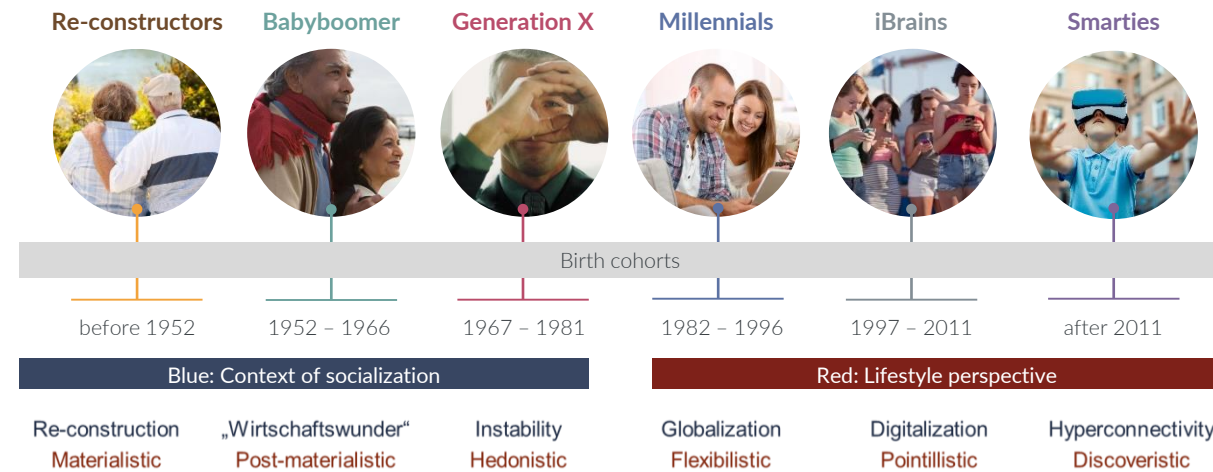 Re-constructors
Babyboomer
Generation X
Millennials
iBrains
Smarties
Birth cohorts
before 1952
1952 – 1966
1967 – 1981
1982 – 1996
1997 – 2011
after 2011
Blue: Context of socialization
Red: Lifestyle perspective
Re-construction
Materialistic
„Wirtschaftswunder“
Post-materialistic
Instability
Hedonistic
Globalization
Flexibilistic
Digitalization
Pointillistic
Hyperconnectivity
Discoveristic